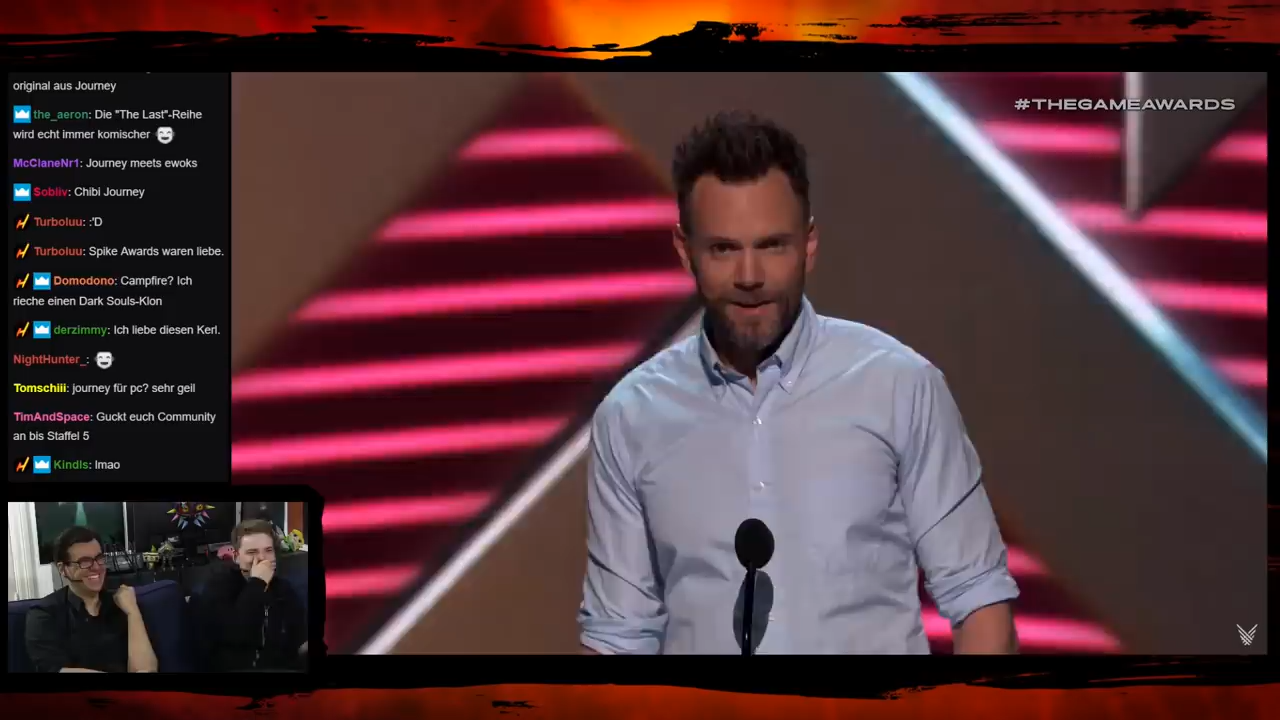 original aus Journey
the_aeron: Die "The Last"-Reihe
wird echt immer komischer
McClaneNr1: Journey meets ewoks
Sobliv: Chibi Journey
Turboluu: :'D
Turboluu: Spike Awards waren liebe.
Domodono: Campfire? Ich
rieche einen Dark Souls-Klon
derzimmy: Ich liebe diesen Kerl.
NightHunter_:
Tomschiii: journey für pc? sehr geil
TimAndSpace: Guckt euch Community
an bis Staffel 5
Kindls: lmao
#THEGAMEAWARDS